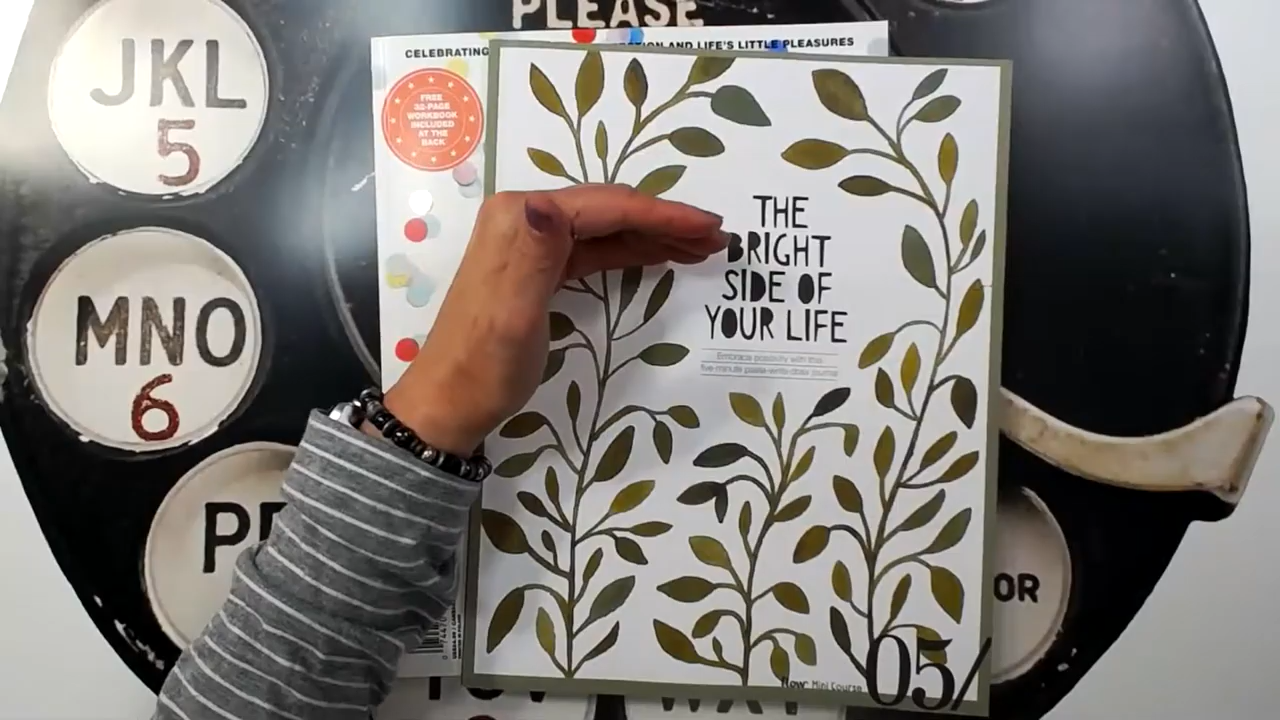 PLEASE
JKL
5
CELEBRATING
AND LIFE'S LITTLE PLEASURES
FREE
32-PAGE
WORKBOOK
INCLUDED
AT THE
BACK
THE
BRIGHT
SIDE OF
YOUR LIFE
Embrace positivity with this
five-minute paste-write-draw journal
MNO
6
OR
flow Mini Course
05/